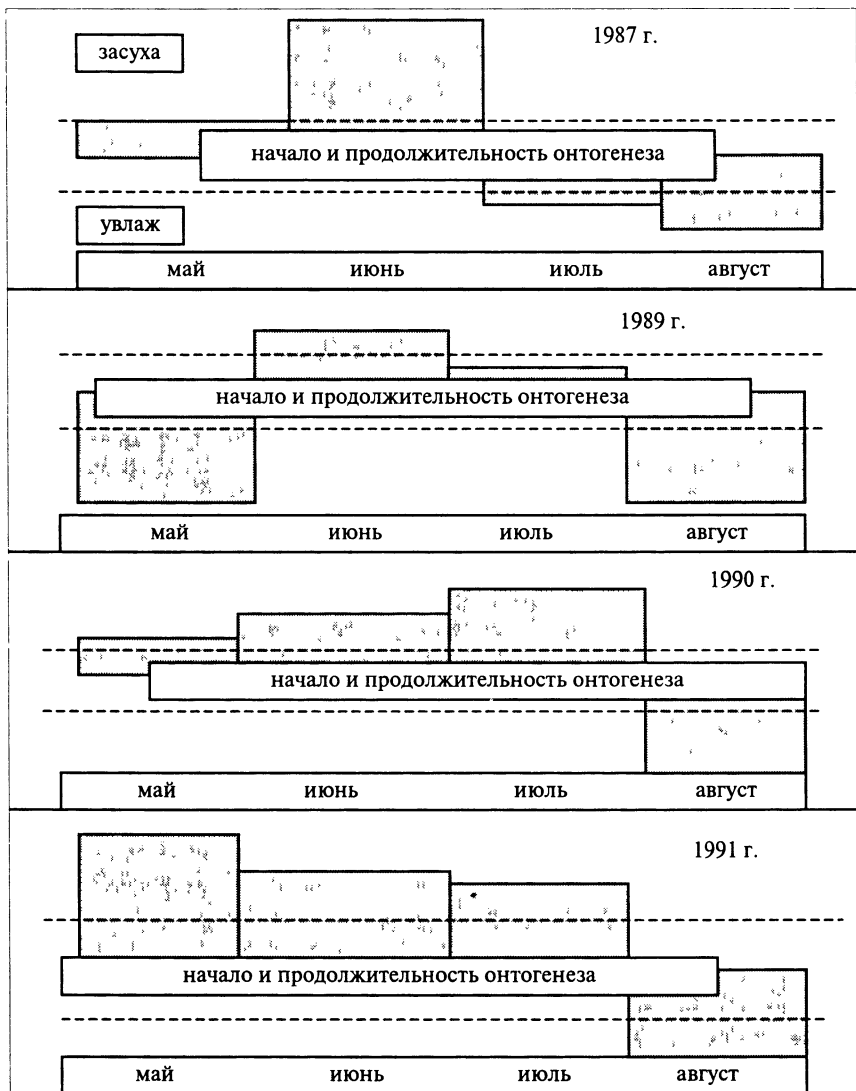 1987 г.
засуха
начало и продолжительность онтогенеза
увлаж
май июнь июль август
1989 г.
начало и продолжительность онтогенеза
май июнь июль август
1990 г.
начало и продолжительность онтогенеза
май июнь июль август
1991 г.
начало и продолжительность онтогенеза
май июнь июль август